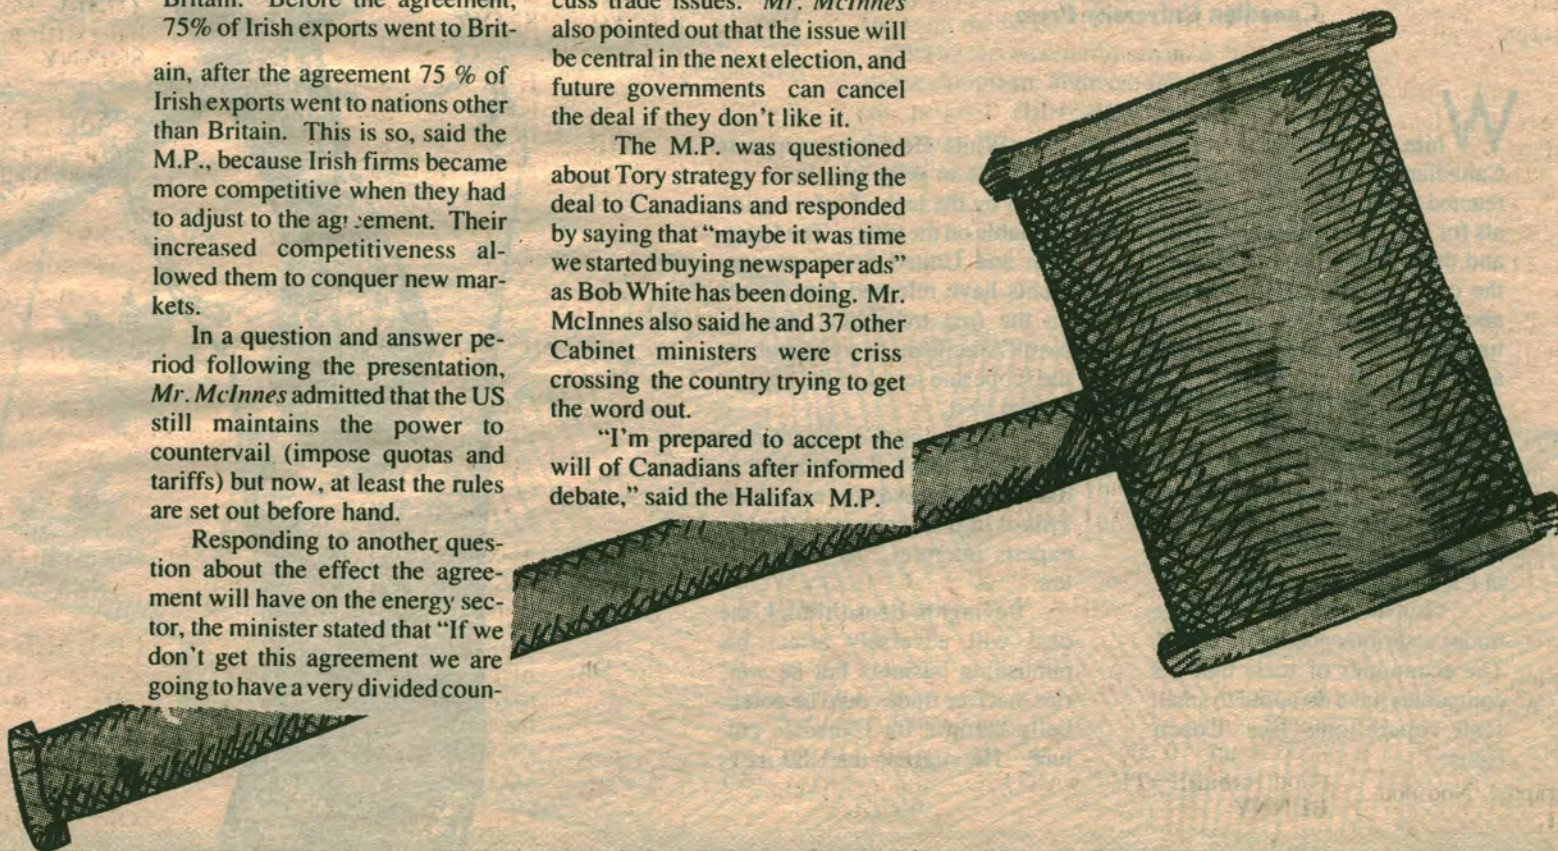 Britain. Before the agreement,
75% of Irish exports went to Brit-
ain, after the agreement 75 % of
Irish exports went to nations other
than Britain. This is so, said the
M.P., because Irish firms became
more competitive when they had
to adjust to the agreement. Their
increased competitiveness al-
lowed them to conquer new mar-
kets.
In a question and answer pe-
riod following the presentation,
Mr. McInnes admitted that the US
still maintains the power to
countervail (impose quotas and
tariffs) but now, at least the rules
are set out before hand.
Responding to another ques-
tion about the effect the agree-
ment will have on the energy sec-
tor, the minister stated that “If we
don't get this agreement we are
going to have a very divided coun-
cuss trade issues. Mr. McInnes
also pointed out that the issue will
be central in the next election, and
future governments can cancel
the deal if they don't like it.
The M.P. was questioned
about Tory strategy for selling the
deal to Canadians and responded
by saying that “maybe it was time
we started buying newspaper ads”
as Bob White has been doing. Mr.
McInnes also said he and 37 other
Cabinet ministers were criss
crossing the country trying to get
the word out.
“I'm prepared to accept the
will of Canadians after informed
debate,” said the Halifax M.P.